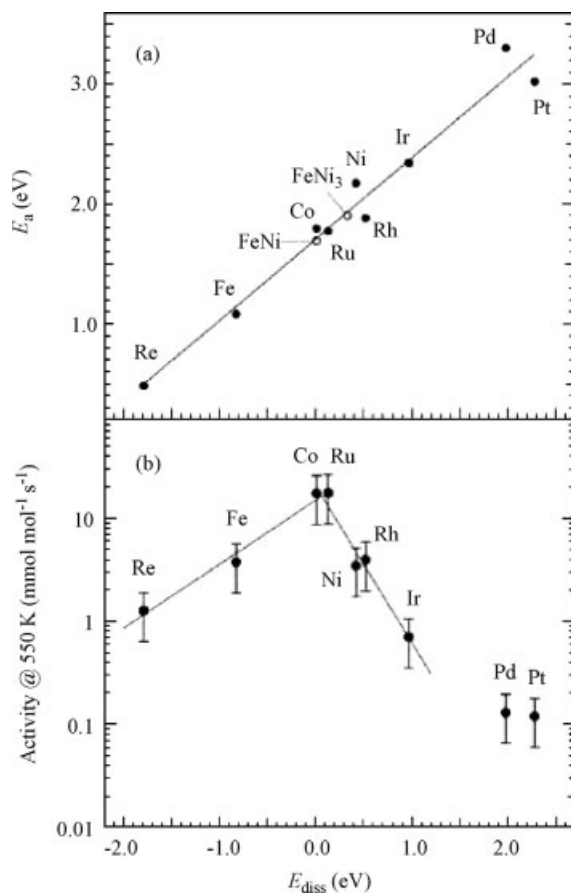 (a)
Pd
Pt
Ir
Ni
FeNi₃
Co
Rh
FeNi
Ru
Fe
Re
3.0
2.0
1.0
Eₐ (eV)
(b)
Co Ru
Fe
Rh
Re
Ni
Ir
Pd Pt
10
1
0.1
0.01
Activity @ 550 K (mmol mol⁻¹ s⁻¹)
-2.0 -1.0 0.0 1.0 2.0
E_diss (eV)